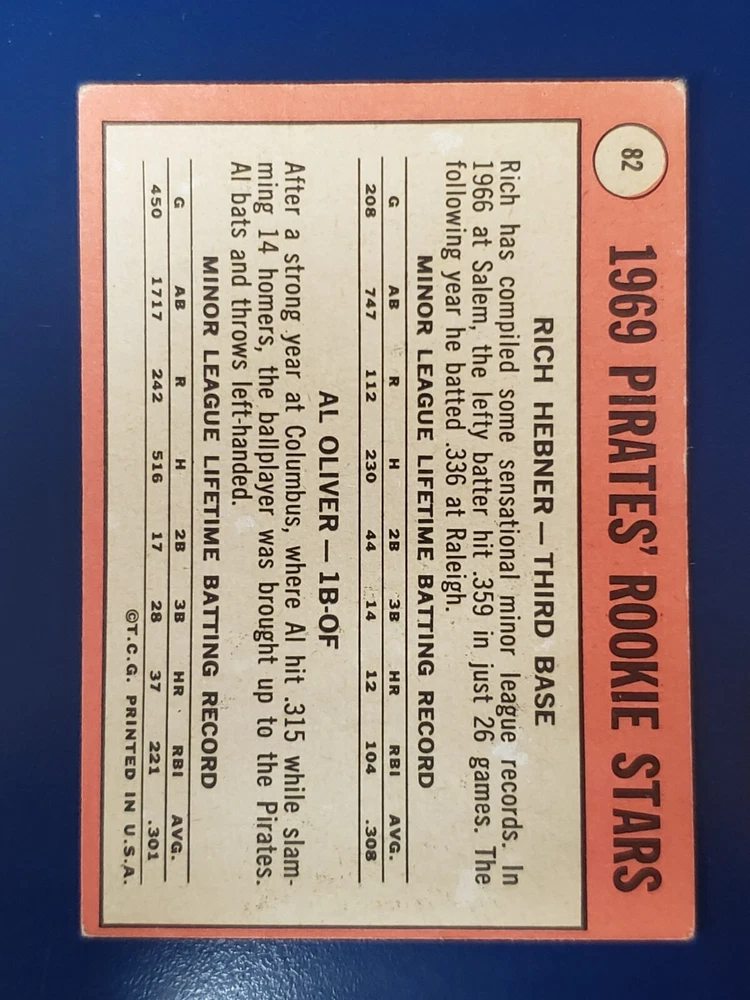 82
1969 PIRATES' ROOKIE STARS
RICH HEBNER — THIRD BASE
Rich has compiled some sensational minor league records. In
1966 at Salem, the lefty batter hit .359 in just 26 games. The
following year he batted .336 at Raleigh.
MINOR LEAGUE LIFETIME BATTING RECORD
G AB R H 2B 3B HR RBI AVG.
208 747 112 230 44 14 12 104 .308
AL OLIVER — 1B-OF
After a strong year at Columbus, where Al hit .315 while slam-
ming 14 homers, the ballplayer was brought up to the Pirates.
Al bats and throws left-handed.
MINOR LEAGUE LIFETIME BATTING RECORD
G AB R H 2B 3B HR RBI AVG.
450 1717 242 516 17 28 37 221 .301
©T.C.G. PRINTED IN U.S.A.